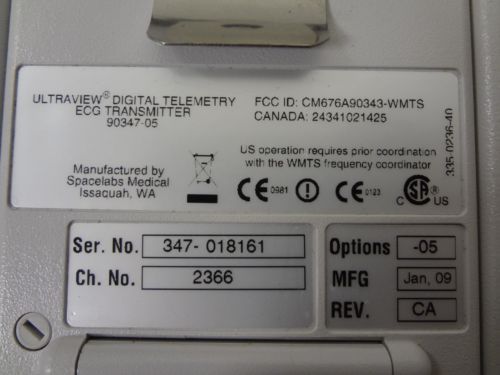 ULTRAVIEW® DIGITAL TELEMETRY
ECG TRANSMITTER
90347-05
FCC ID: CM676A90343-WMTS
CANADA: 24341021425
US operation requires prior coordination
with the WMTS frequency coordinator
Manufactured by
Spacelabs Medical
Issaquah, WA
CE 0981
CE 0123
C US
335-0236-40
Ser. No. 347- 018161
Ch. No. 2366
Options -05
MFG Jan, 09
REV. CA